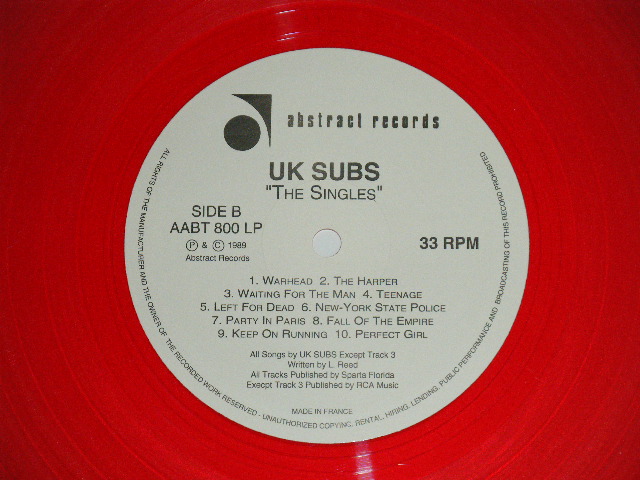 abstract records
UK SUBS
"THE SINGLES"
SIDE B
AABT 800 LP
Ⓟ & Ⓒ 1989
Abstract Records
33 RPM
1. WARHEAD 2. THE HARPER
3. WAITING FOR THE MAN 4. TEENAGE
5. LEFT FOR DEAD 6. NEW-YORK STATE POLICE
7. PARTY IN PARIS 8. FALL OF THE EMPIRE
9. KEEP ON RUNNING 10. PERFECT GIRL
All Songs by UK SUBS Except Track 3
Written by L. Reed
All Tracks Published by Sparta Florida
Execpt Track 3 Published by RCA Music
MADE IN FRANCE
ALL RIGHTS OF THE MANUFACTURER AND THE OWNER OF THE RECORDED WORK RESERVED - UNAUTHORIZED COPYING, RENTAL, HIRING, LENDING, PUBLIC PERFORMANCE AND BROADCASTING OF THIS RECORD PROHIBITED